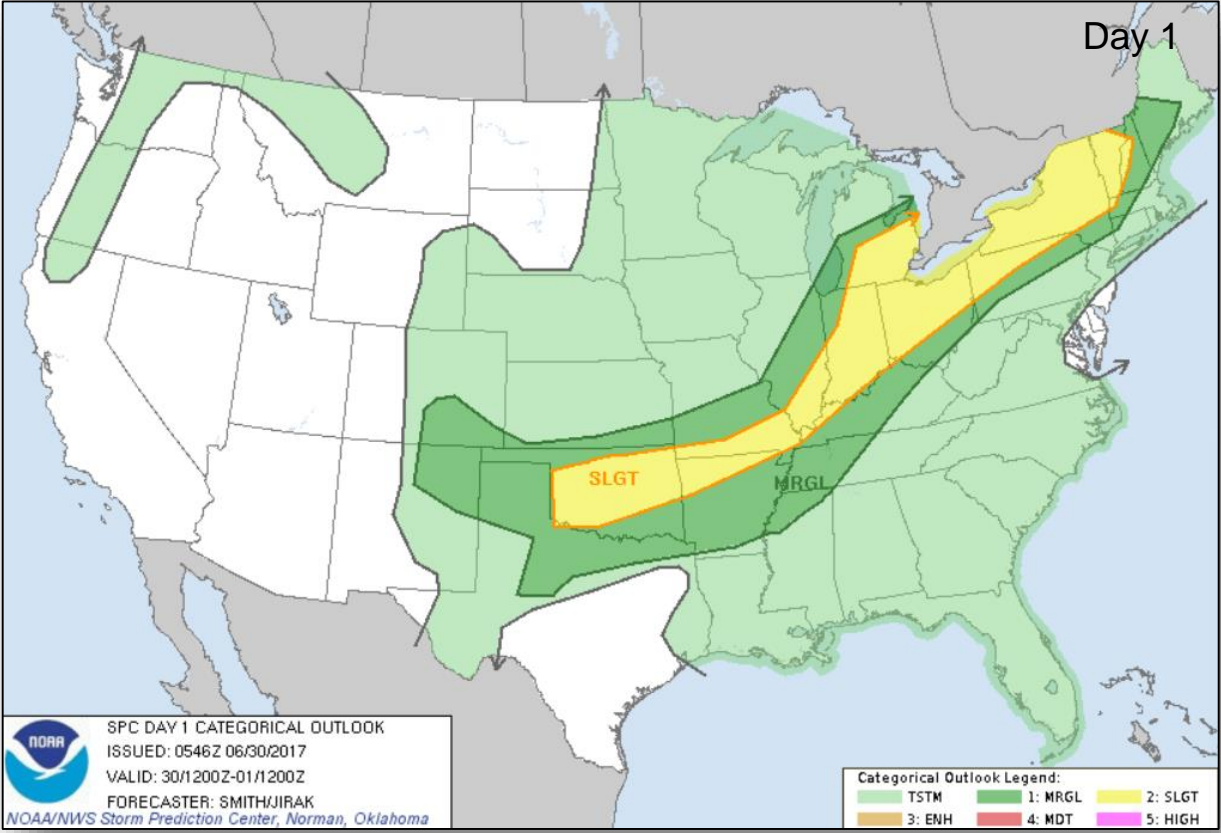 Day 1
SLGT
MRGL
NOAA
SPC DAY 1 CATEGORICAL OUTLOOK
ISSUED: 0546Z 06/30/2017
VALID: 30/1200Z-01/1200Z
FORECASTER: SMITH/JIRAK
NOAA/NWS Storm Prediction Center, Norman, Oklahoma
Categorical Outlook Legend:
TSTM 1: MRGL 2: SLGT
3: ENH 4: MDT 5: HIGH